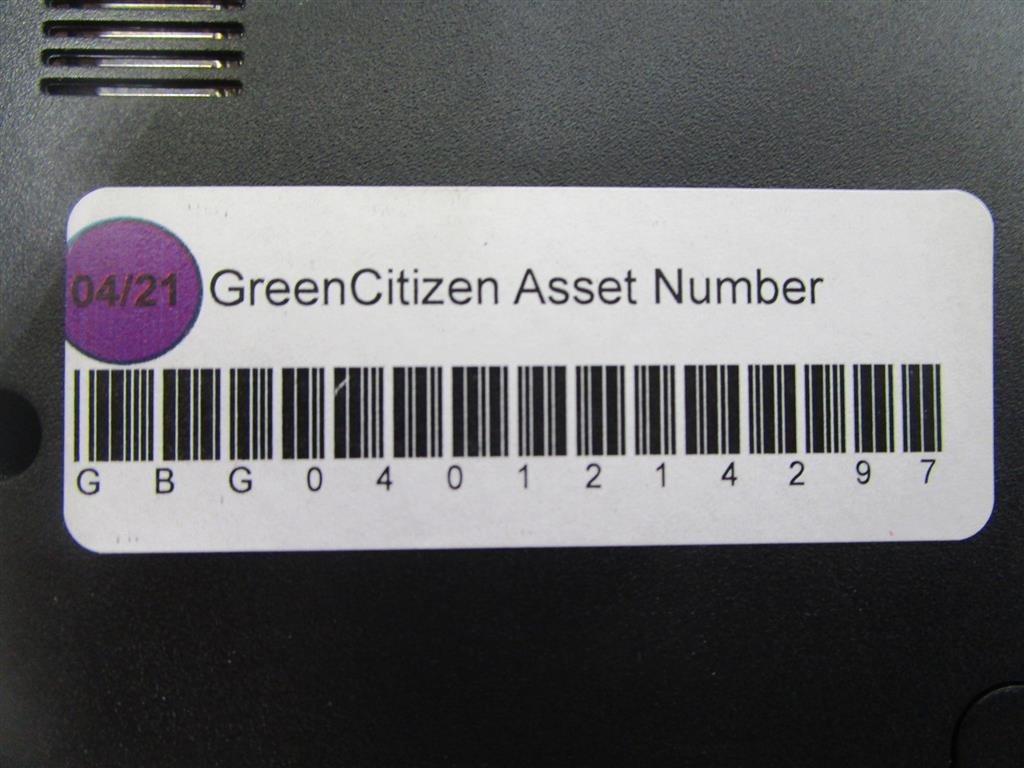 04/21 GreenCitizen Asset Number
G B G 0 4 0 1 2 1 4 2 9 7